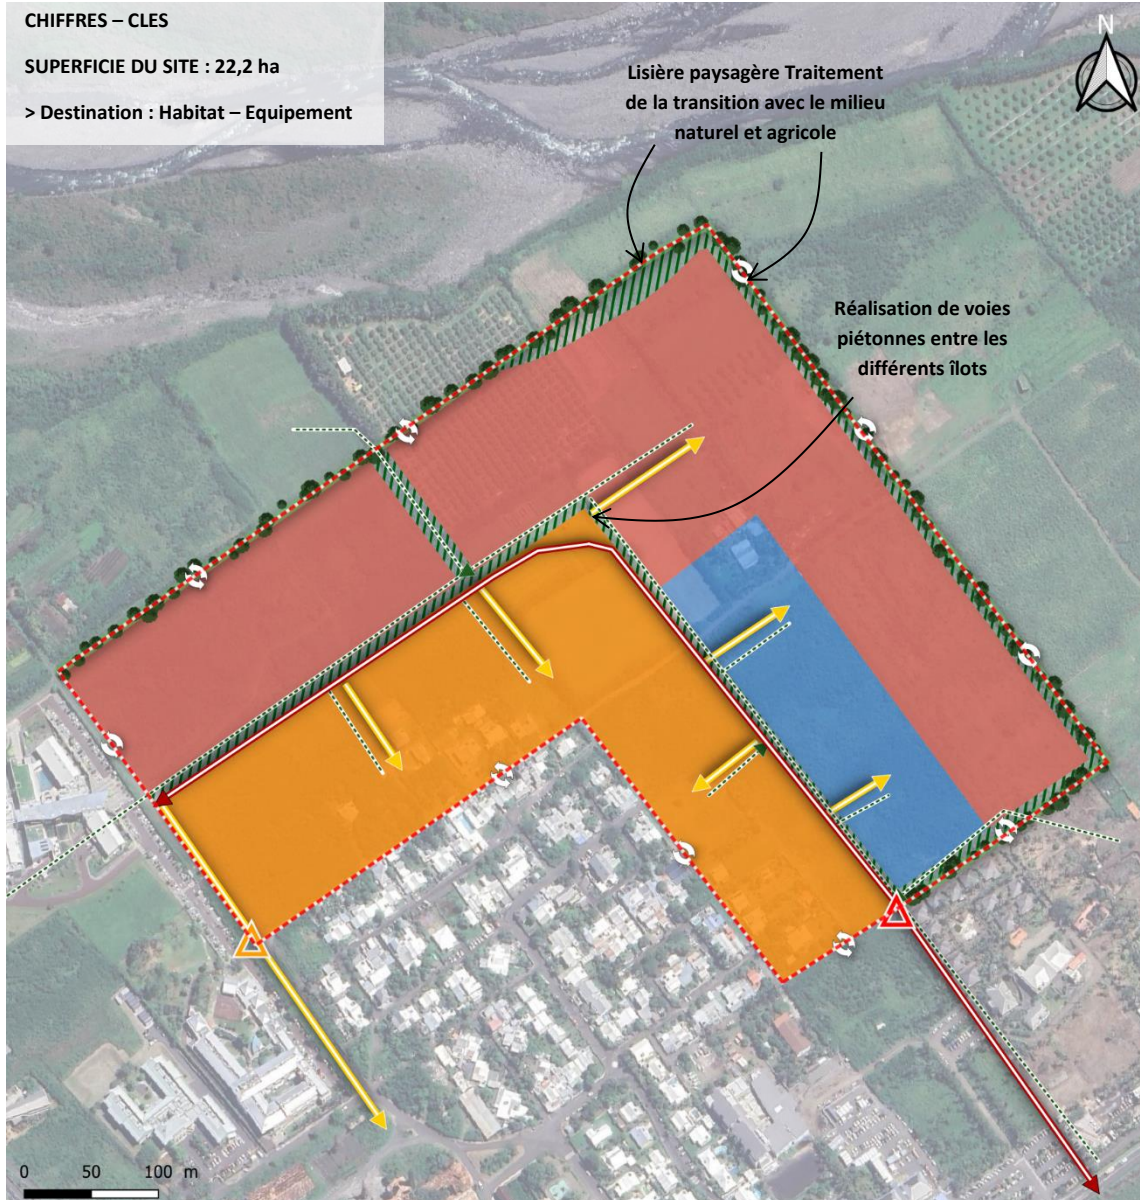 CHIFFRES – CLES
SUPERFICIE DU SITE : 22,2 ha
> Destination : Habitat – Equipement
N
Lisière paysagère Traitement
de la transition avec le milieu
naturel et agricole
Réalisation de voies
piétonnes entre les
différents îlots
0 50 100 m